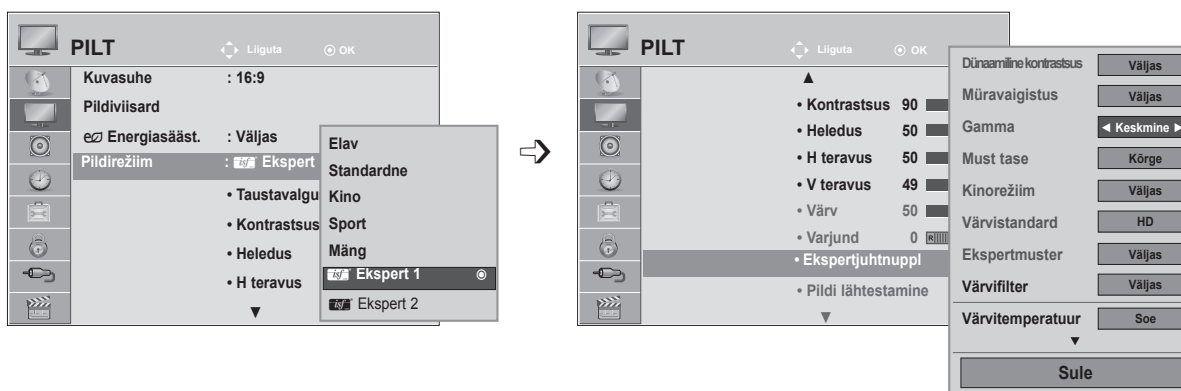 PILT Liiguta OK
Kuvasuhe : 16:9
Pildiviisard
e Energiasääst. : Väljas
Pildirežiim : isf Ekspert
• Taustavalgu
• Kontrastsus
• Heledus
• H teravus
▼
Elav
Standardne
Kino
Sport
Mäng
isf Ekspert 1
isf Ekspert 2
PILT Liiguta OK
▲
• Kontrastsus 90
• Heledus 50
• H teravus 50
• V teravus 49
• Värv 50
• Varjund 0 R
• Ekspertjuhtnuppl
• Pildi lähtestamine
▼
Dünaamiline kontrastsus Väljas
Müravaigistus Väljas
Gamma ◀ Keskmine ▶
Must tase Kõrge
Kinorežiim Väljas
Värvistandard HD
Ekspertmuster Väljas
Värvifilter Väljas
Värvitemperatuur Soe
▼
Sule